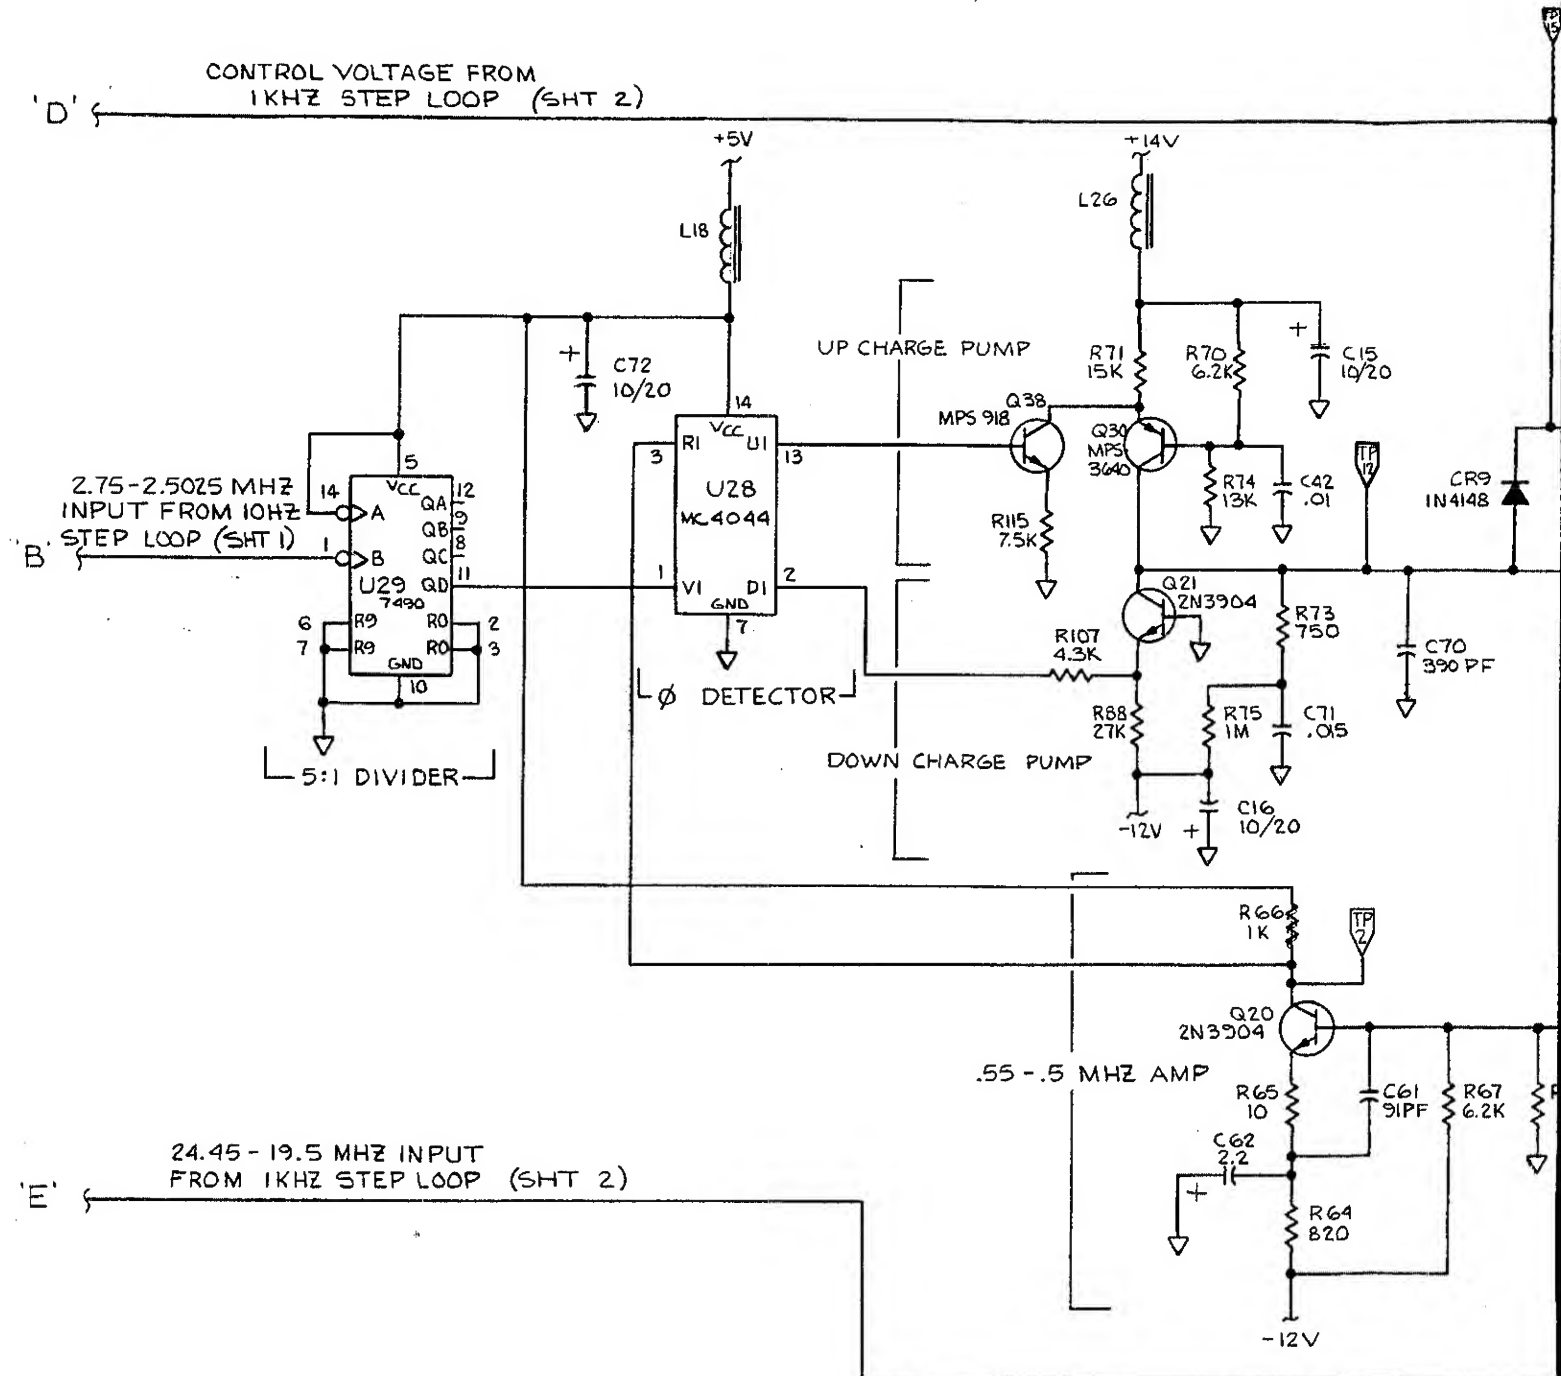 CONTROL VOLTAGE FROM
1KHZ STEP LOOP (SHT 2)
'D'
+5V
L18
+14V
L26
C72
10/20
UP CHARGE PUMP
R71
15K
R70
6.2K
C15
10/20
Q38
MPS 918
Q30
MPS
3640
R74
13K
C42
.01
TP
12
CR9
1N4148
R115
7.5K
2.75-2.5025 MHZ
INPUT FROM 10HZ
STEP LOOP (SHT 1)
'B'
14
1
5
VCC
A
B
QA
QB
QC
QD
12
9
8
11
U29
7490
6
7
R9
R9
R0
R0
2
3
GND
10
5:1 DIVIDER
14
VCC
3
R1
U1
13
U28
MC4044
1
V1
D1
2
GND
7
Ø DETECTOR
Q21
2N3904
R107
4.3K
R73
750
C70
390 PF
R88
27K
R75
1M
C71
.015
DOWN CHARGE PUMP
-12V
C16
10/20
R66
1K
TP
2
Q20
2N3904
.55-.5 MHZ AMP
R65
10
C61
91PF
R67
6.2K
C62
2.2
R64
820
-12V
24.45-19.5 MHZ INPUT
FROM 1KHZ STEP LOOP (SHT 2)
'E'